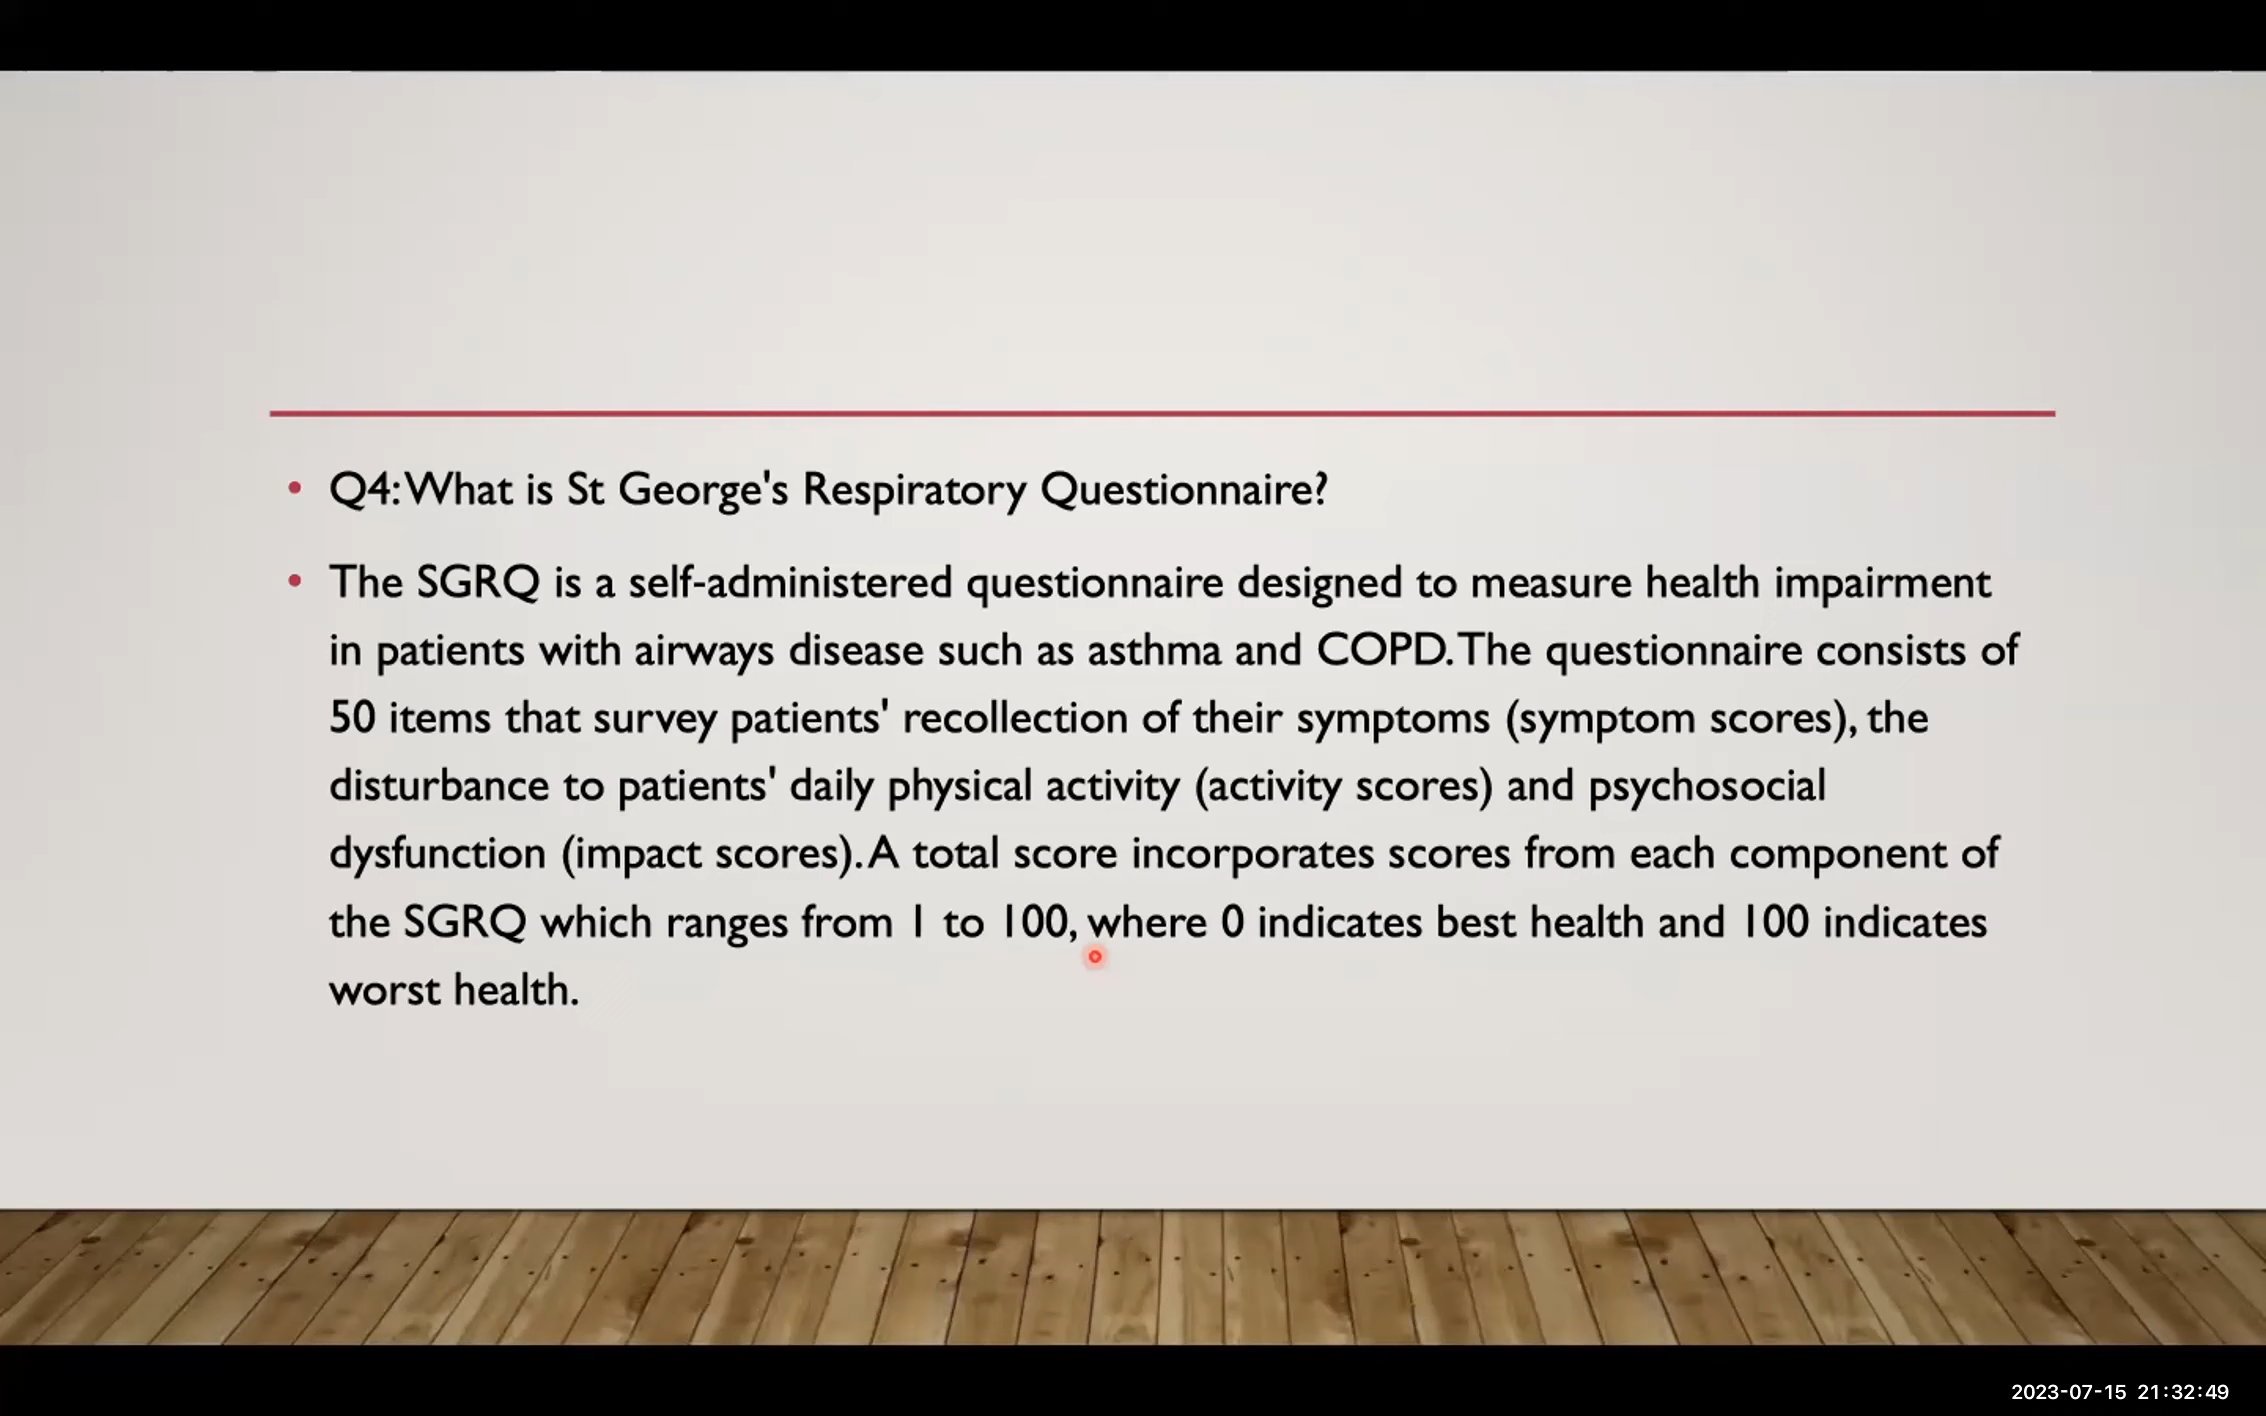 Q4: What is St George's Respiratory Questionnaire?
The SGRQ is a self-administered questionnaire designed to measure health impairment
in patients with airways disease such as asthma and COPD. The questionnaire consists of
50 items that survey patients' recollection of their symptoms (symptom scores), the
disturbance to patients' daily physical activity (activity scores) and psychosocial
dysfunction (impact scores). A total score incorporates scores from each component of
the SGRQ which ranges from 1 to 100, where 0 indicates best health and 100 indicates
worst health.
2023-07-15 21:32:49